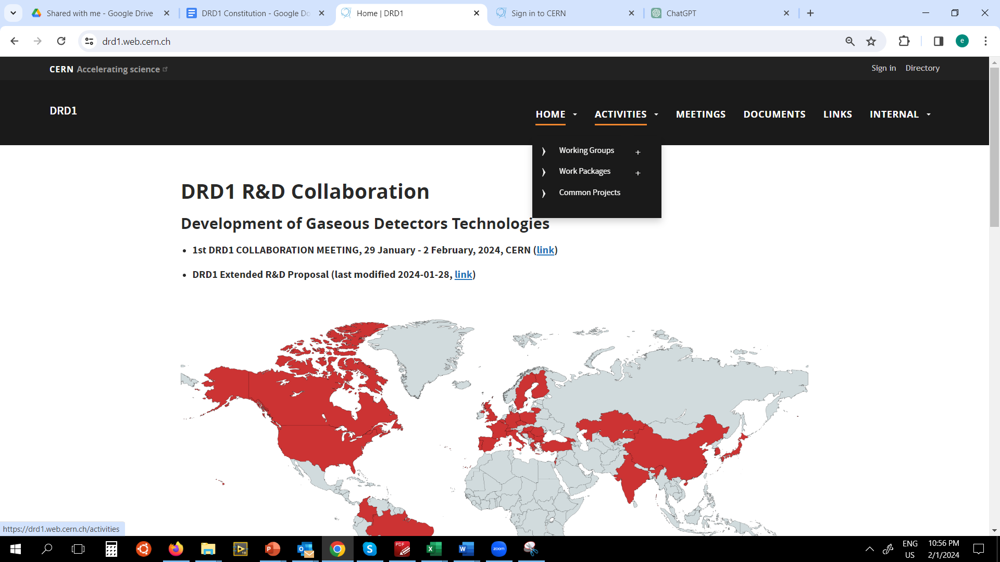 Shared with me - Google Drive
DRD1 Constitution - Google Do
Home | DRD1
Sign in to CERN
ChatGPT
drd1.web.cern.ch
e
CERN Accelerating science
Sign in Directory
DRD1
HOME ACTIVITIES MEETINGS DOCUMENTS LINKS INTERNAL
Working Groups +
Work Packages +
Common Projects
DRD1 R&D Collaboration
Development of Gaseous Detectors Technologies
• 1st DRD1 COLLABORATION MEETING, 29 January - 2 February, 2024, CERN (link)
• DRD1 Extended R&D Proposal (last modified 2024-01-28, link)
https://drd1.web.cern.ch/activities
16
P
O
S
PDF
X
W
zoom
ENG
US
10:56 PM
2/1/2024